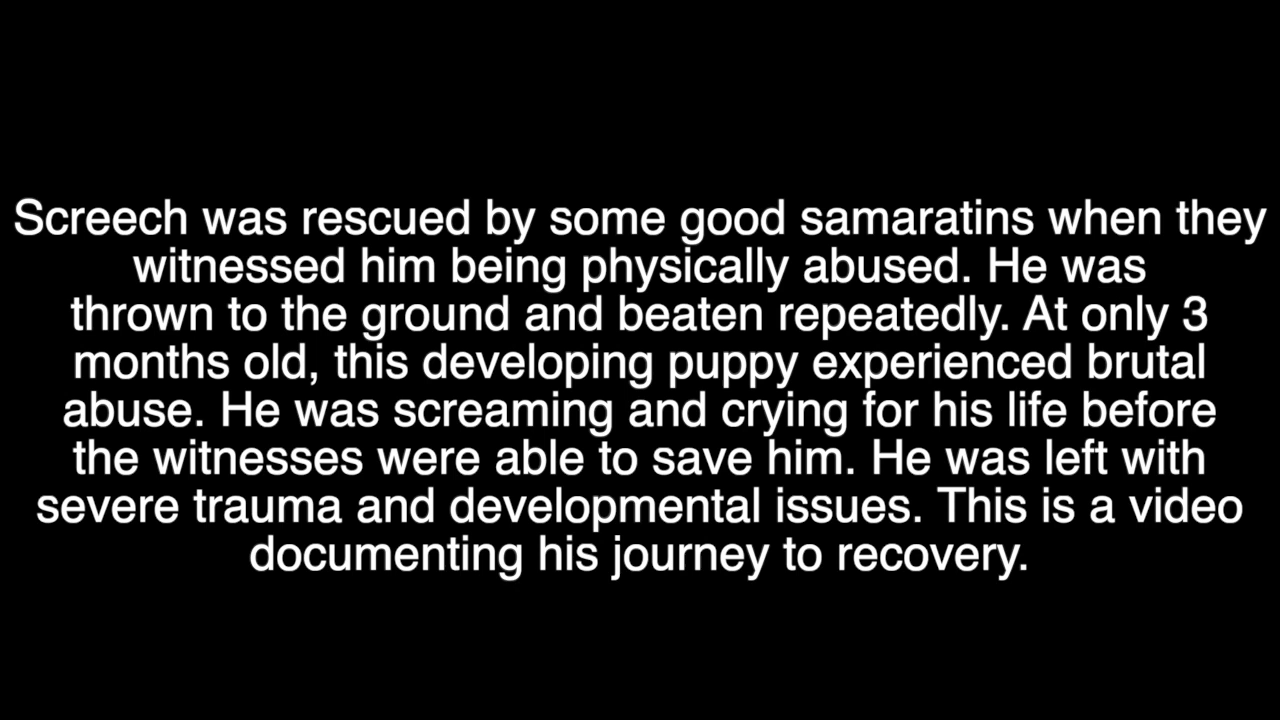 Screech was rescued by some good samaratins when they
witnessed him being physically abused. He was
thrown to the ground and beaten repeatedly. At only 3
months old, this developing puppy experienced brutal
abuse. He was screaming and crying for his life before
the witnesses were able to save him. He was left with
severe trauma and developmental issues. This is a video
documenting his journey to recovery.